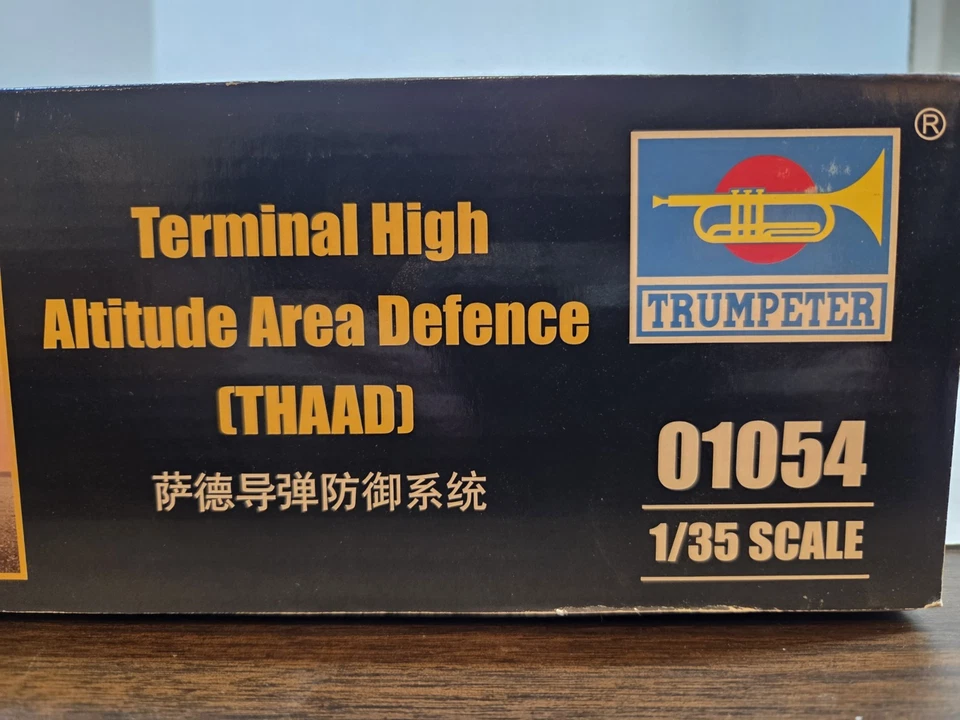 Terminal High
Altitude Area Defence
(THAAD)
萨德导弹防御系统
®
TRUMPETER
01054
1/35 SCALE